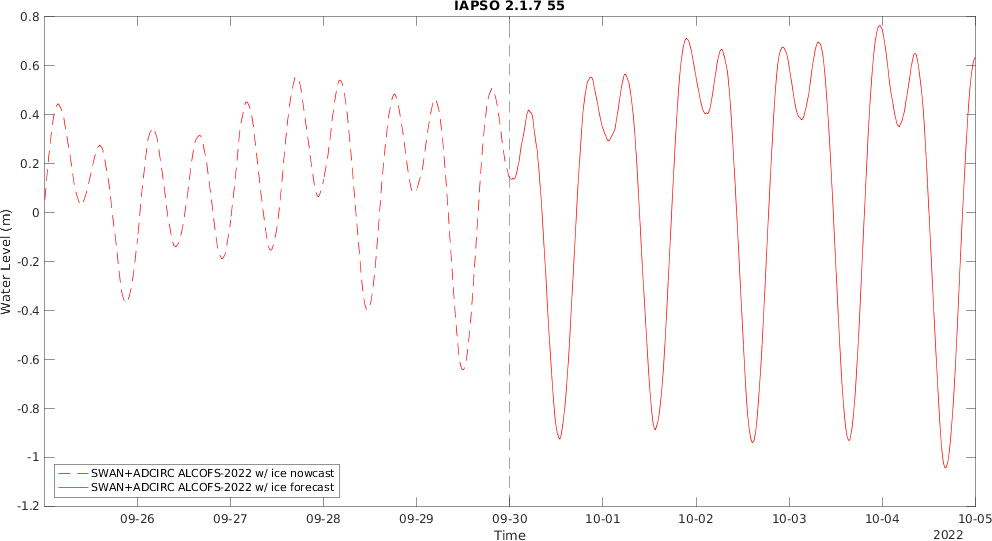 IAPSO 2.1.7 55
Water Level (m)
0.8
0.6
0.4
0.2
0
-0.2
-0.4
-0.6
-0.8
-1
-1.2
SWAN+ADCIRC ALCOFS-2022 w/ ice nowcast
SWAN+ADCIRC ALCOFS-2022 w/ ice forecast
09-26 09-27 09-28 09-29 09-30 10-01 10-02 10-03 10-04 10-05
Time
2022